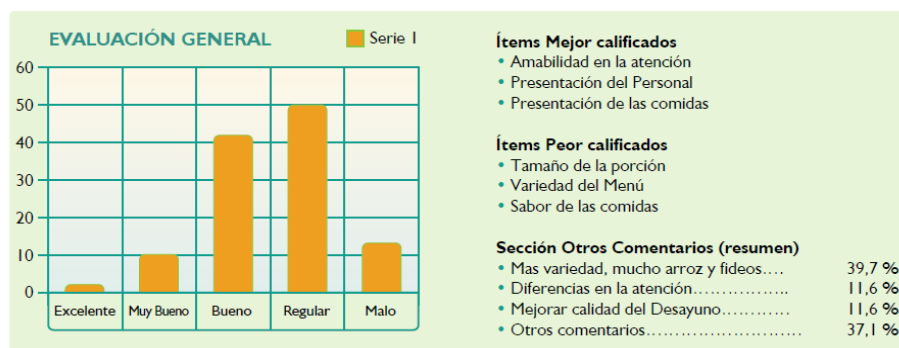 EVALUACIÓN GENERAL
Serie 1
60
50
40
30
20
10
0
Excelente
Muy Bueno
Bueno
Regular
Malo
Ítems Mejor calificados
• Amabilidad en la atención
• Presentación del Personal
• Presentación de las comidas
Ítems Peor calificados
• Tamaño de la porción
• Variedad del Menú
• Sabor de las comidas
Sección Otros Comentarios (resumen)
• Mas variedad, mucho arroz y fideos.... 39,7 %
• Diferencias en la atención................ 11,6 %
• Mejorar calidad del Desayuno............ 11,6 %
• Otros comentarios........................... 37,1 %